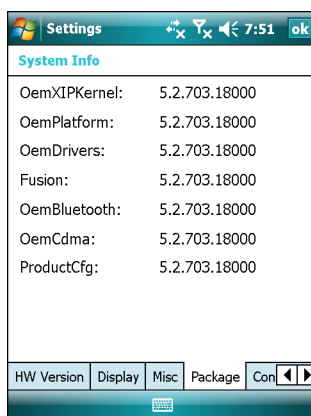 Settings 7:51 ok
System Info
OemXIPKernel: 5.2.703.18000
OemPlatform: 5.2.703.18000
OemDrivers: 5.2.703.18000
Fusion: 5.2.703.18000
OemBluetooth: 5.2.703.18000
OemCdma: 5.2.703.18000
ProductCfg: 5.2.703.18000
HW Version Display Misc Package Con